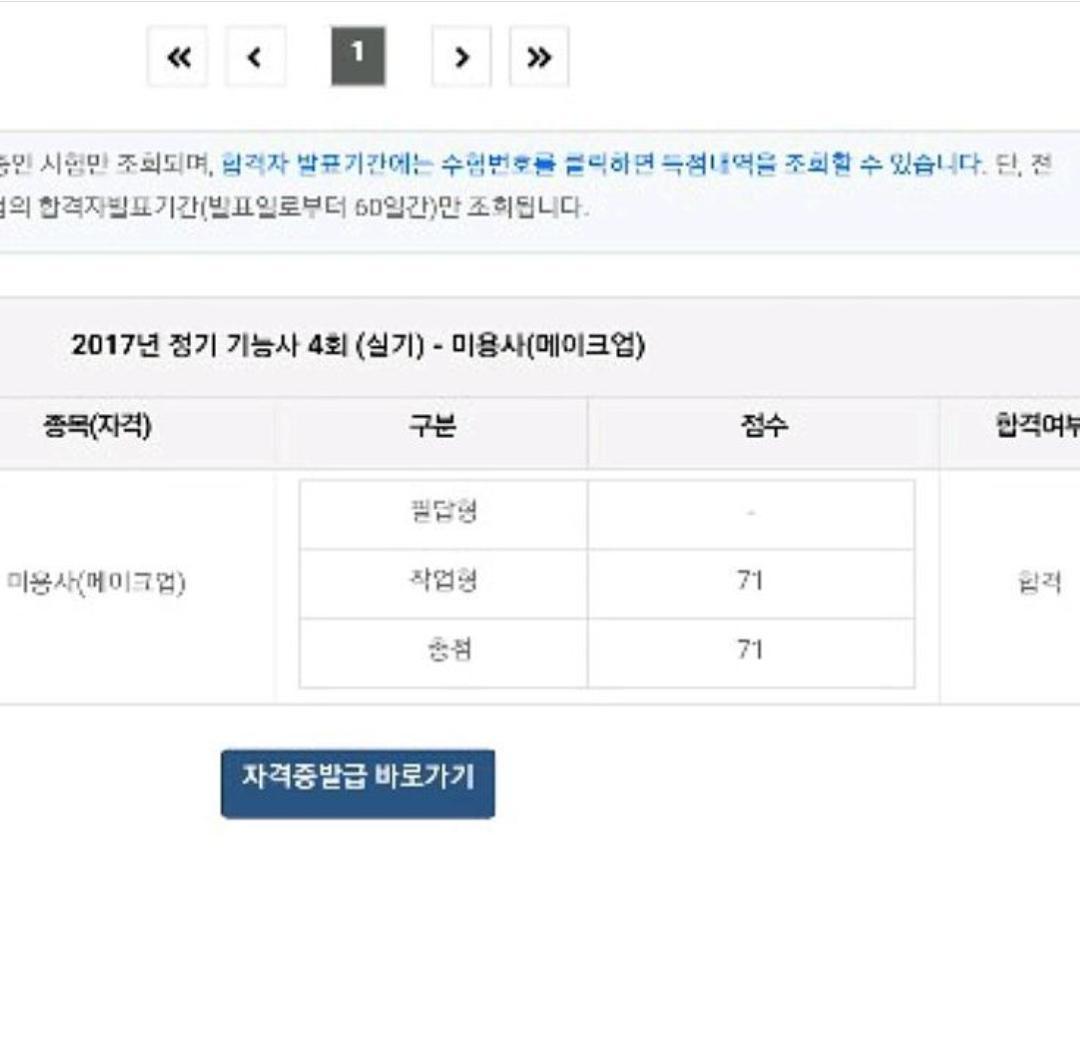 « ‹ 1 › »
중인 시험만 조회되며, 합격자 발표기간에는 수험번호를 클릭하면 득점내역을 조회할 수 있습니다. 단, 전
험의 합격자발표기간(발표일로부터 60일간)만 조회됩니다.
2017년 정기 기능사 4회 (실기) - 미용사(메이크업)
종목(자격) 구분 점수 합격여부
필답형 -
미용사(메이크업) 작업형 71 합격
총점 71
자격증발급 바로가기